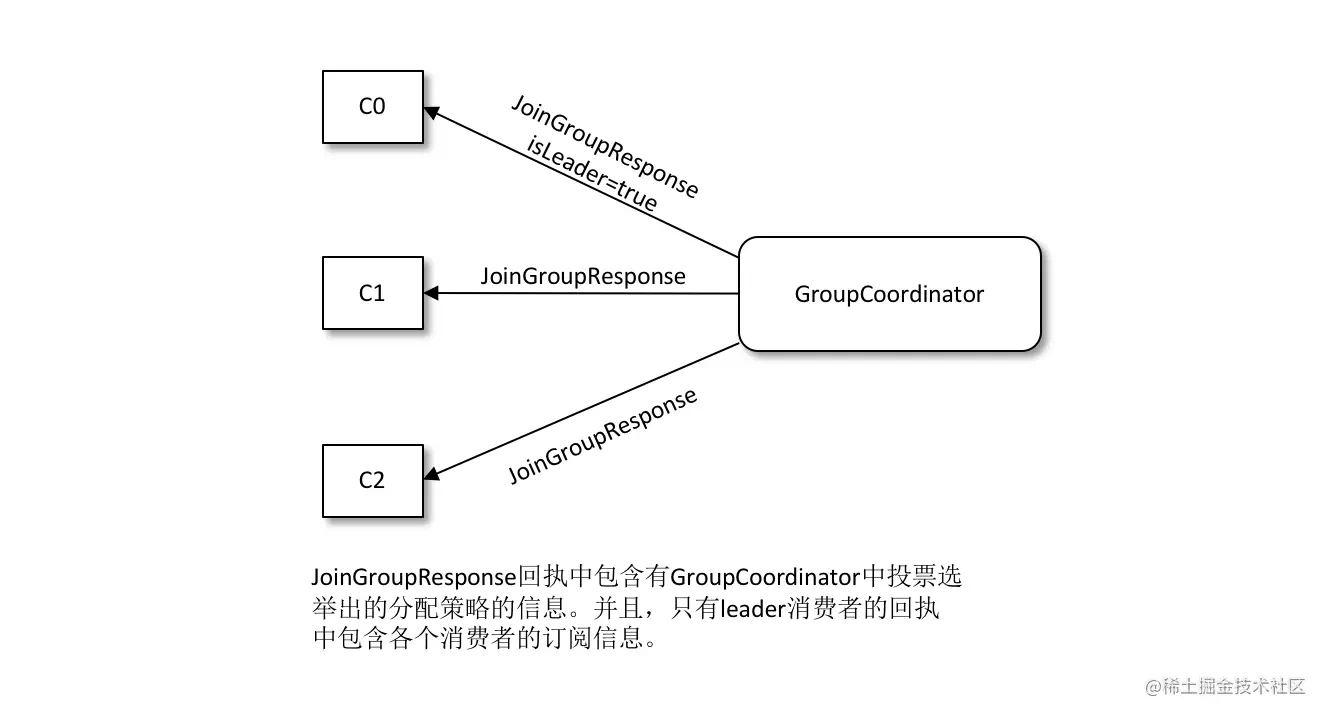 C0
JoinGroupResponse
isLeader=true
C1
JoinGroupResponse
GroupCoordinator
C2
JoinGroupResponse
JoinGroupResponse回执中包含有GroupCoordinator中投票选
举出的分配策略的信息。并且，只有leader消费者的回执
中包含各个消费者的订阅信息。
@稀土掘金技术社区